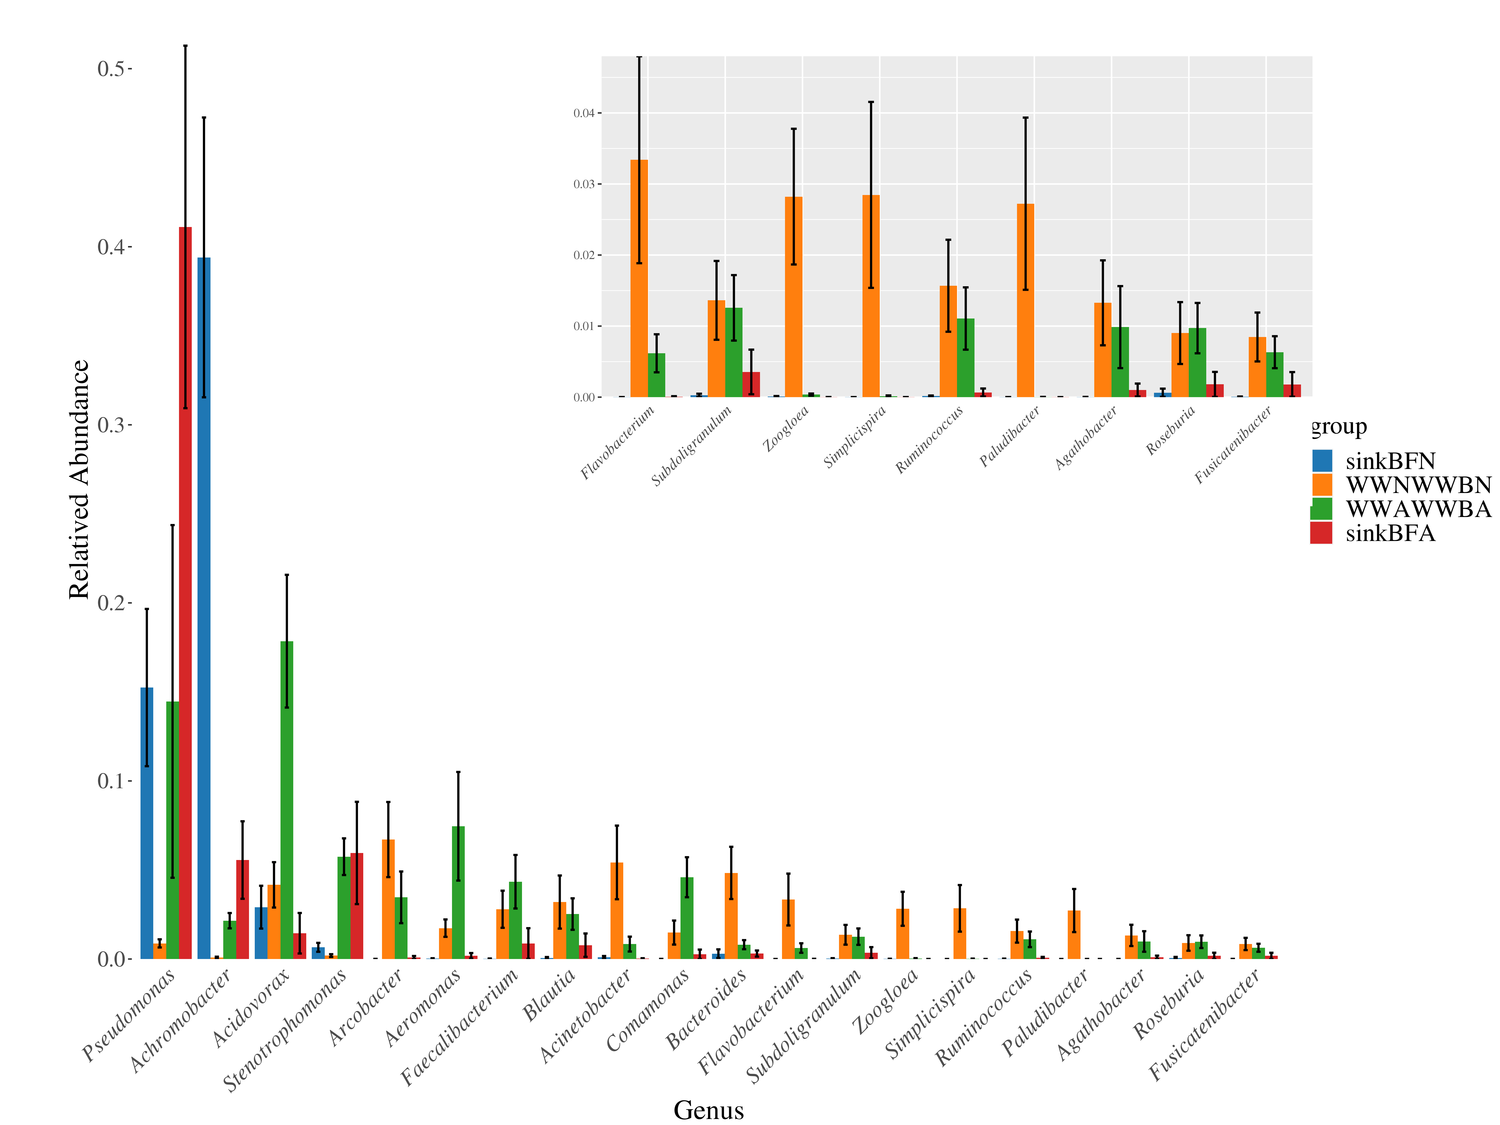 Relatived Abundance
0.5
0.4
0.3
0.2
0.1
0.0
0.04
0.03
0.02
0.01
0.00
Flavobacterium
Subdoligranulum
Zoogloea
Simplicispira
Ruminococcus
Paludibacter
Agathobacter
Roseburia
Fusicatenibacter
group
sinkBFN
WWNWWBN
WWAWWBA
sinkBFA
Pseudomonas
Achromobacter
Acidovorax
Stenotrophomonas
Arcobacter
Aeromonas
Faecalibacterium
Blautia
Acinetobacter
Comamonas
Bacteroides
Flavobacterium
Subdoligranulum
Zoogloea
Simplicispira
Ruminococcus
Paludibacter
Agathobacter
Roseburia
Fusicatenibacter
Genus